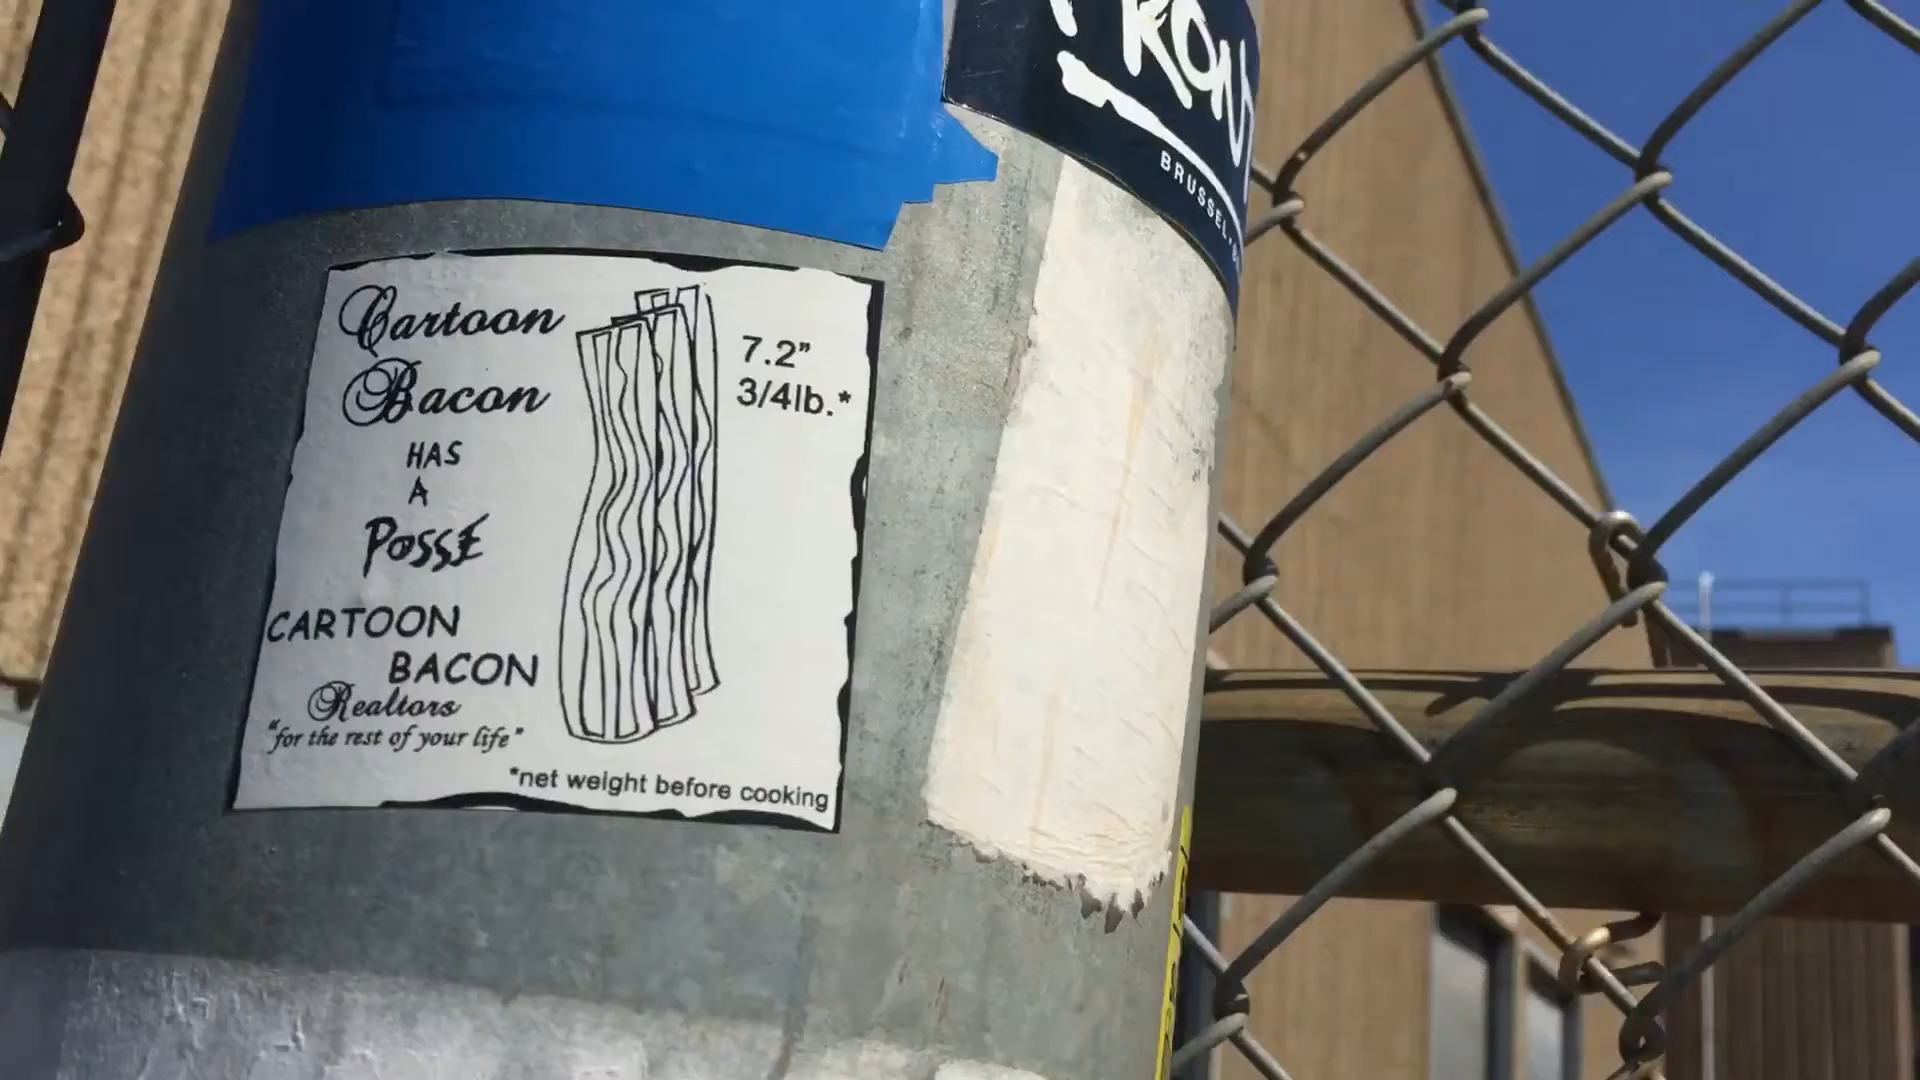 BRUSSEL
Cartoon
Bacon
HAS
A
POSSE
7.2"
3/4lb.*
CARTOON
BACON
Realtors
"for the rest of your life"
*net weight before cooking